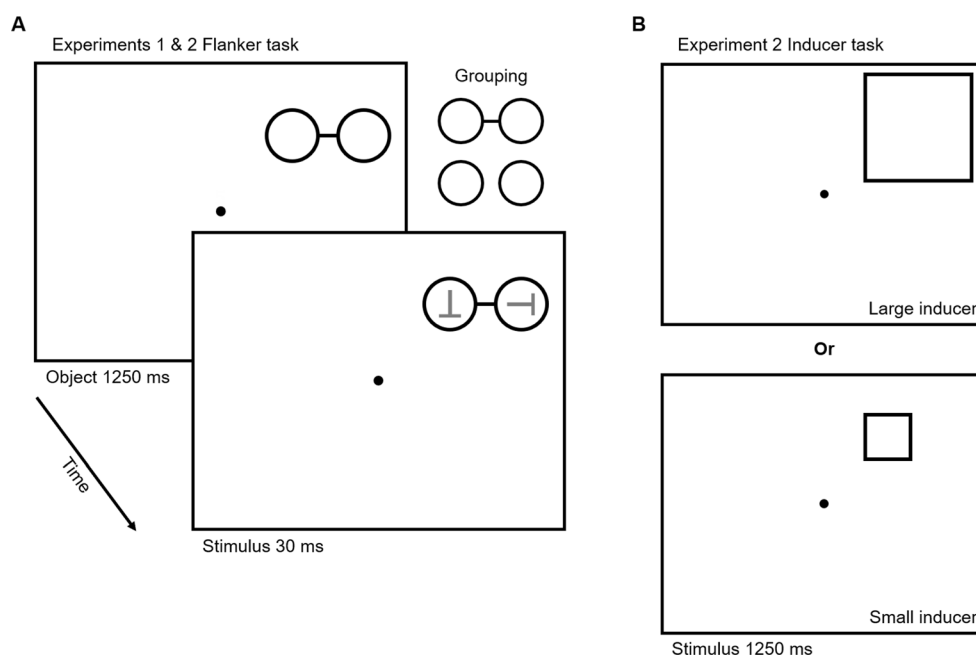 A
Experiments 1 & 2 Flanker task
Grouping
Object 1250 ms
Time
Stimulus 30 ms
B
Experiment 2 Inducer task
Large inducer
Or
Small inducer
Stimulus 1250 ms